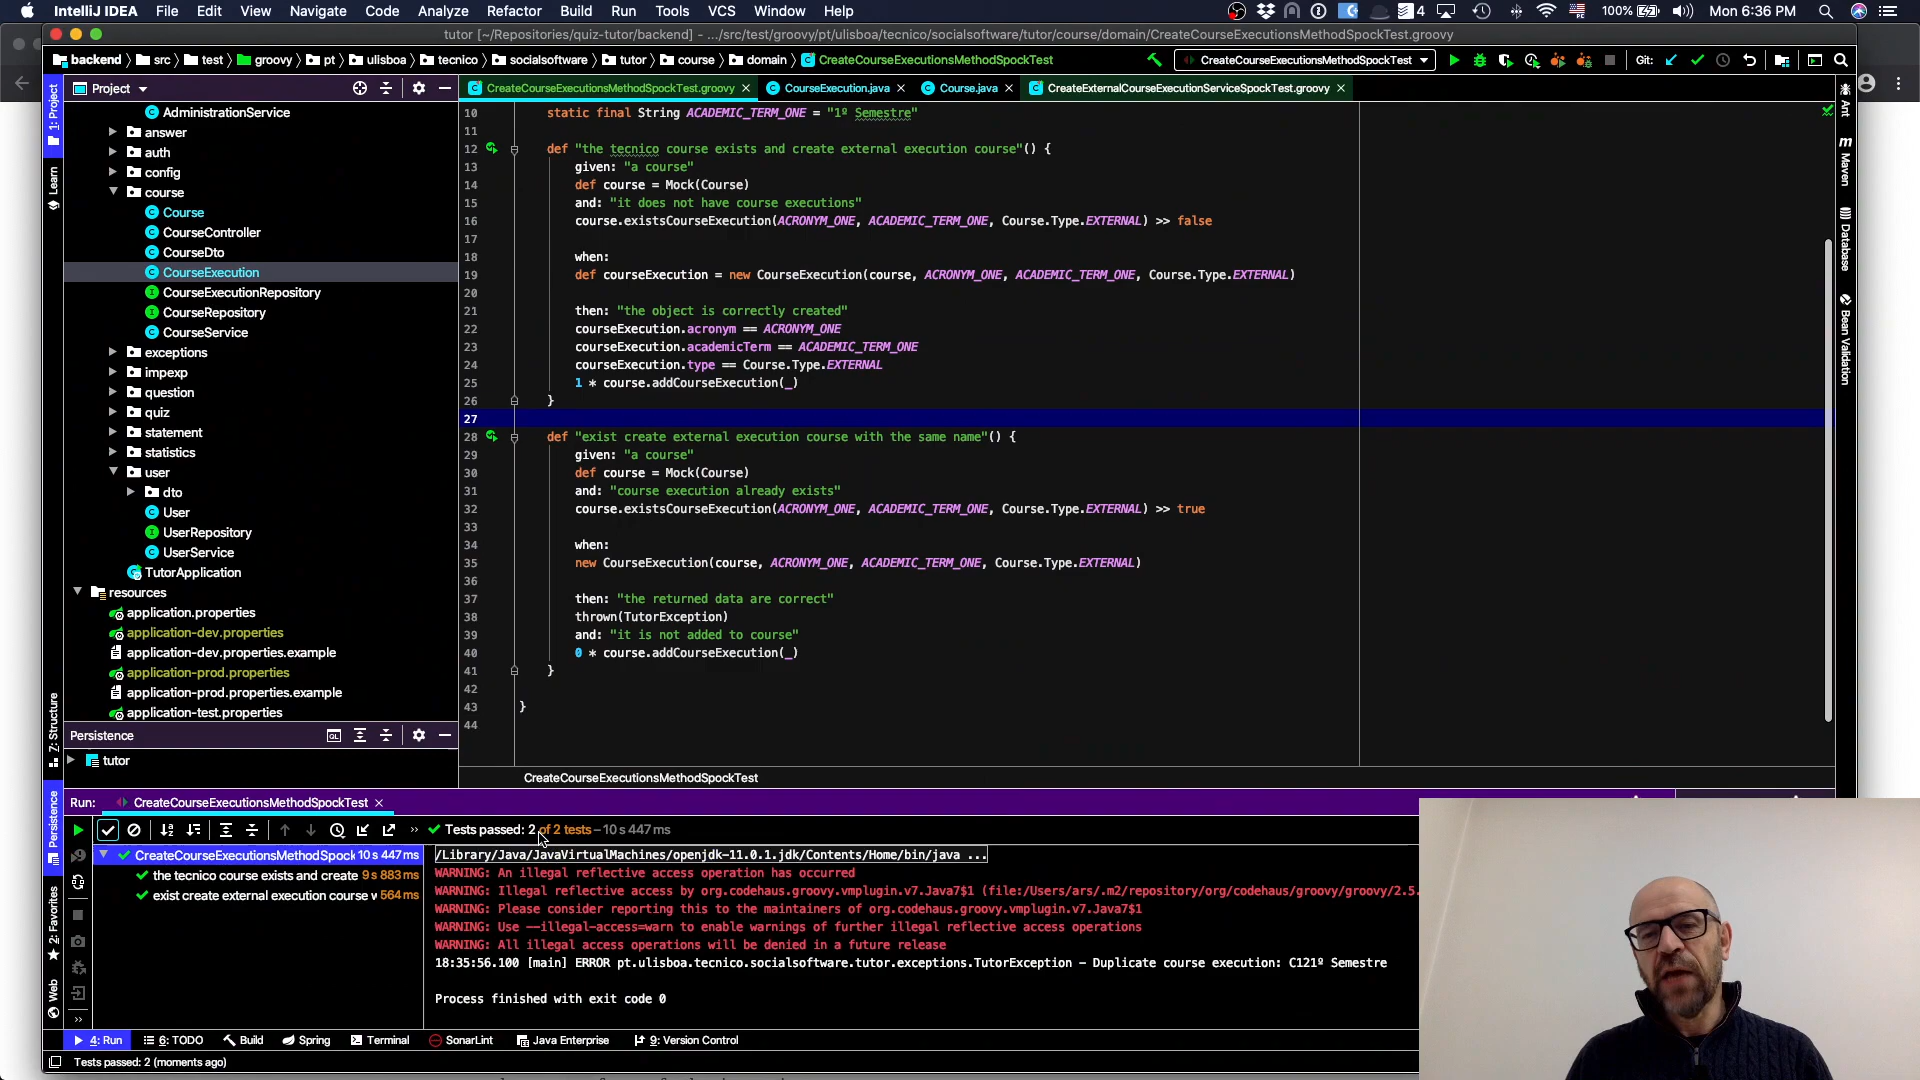 IntelliJ IDEA File Edit View Navigate Code Analyze Refactor Build Run Tools VCS Window Help 4 100% Mon 6:36 PM
tutor [~/Repositories/quiz-tutor/backend] - .../src/test/groovy/pt/ulisboa/tecnico/socialsoftware/tutor/course/domain/CreateCourseExecutionsMethodSpockTest.groovy
backend src test groovy pt ulisboa tecnico socialsoftware tutor course domain CreateCourseExecutionsMethodSpockTest CreateCourseExecutionsMethodSpockTest Git:
Project
CreateCourseExecutionsMethodSpockTest.groovy CourseExecution.java Course.java CreateExternalCourseExecutionServiceSpockTest.groovy
1: Project
Learn
7: Structure
Persistence
2: Favorites
Web
AdministrationService
answer
auth
config
course
Course
CourseController
CourseDto
CourseExecution
CourseExecutionRepository
CourseRepository
CourseService
exceptions
impexp
question
quiz
statement
statistics
user
dto
User
UserRepository
UserService
TutorApplication
resources
application.properties
application-dev.properties
application-dev.properties.example
application-prod.properties
application-prod.properties.example
application-test.properties
Persistence
tutor
10 static final String ACADEMIC_TERM_ONE = "1º Semestre"
11
12 def "the tecnico course exists and create external execution course"() {
13 given: "a course"
14 def course = Mock(Course)
15 and: "it does not have course executions"
16 course.existsCourseExecution(ACRONYM_ONE, ACADEMIC_TERM_ONE, Course.Type.EXTERNAL) >> false
17
18 when:
19 def courseExecution = new CourseExecution(course, ACRONYM_ONE, ACADEMIC_TERM_ONE, Course.Type.EXTERNAL)
20
21 then: "the object is correctly created"
22 courseExecution.acronym == ACRONYM_ONE
23 courseExecution.academicTerm == ACADEMIC_TERM_ONE
24 courseExecution.type == Course.Type.EXTERNAL
25 1 * course.addCourseExecution(_)
26 }
27
28 def "exist create external execution course with the same name"() {
29 given: "a course"
30 def course = Mock(Course)
31 and: "course execution already exists"
32 course.existsCourseExecution(ACRONYM_ONE, ACADEMIC_TERM_ONE, Course.Type.EXTERNAL) >> true
33
34 when:
35 new CourseExecution(course, ACRONYM_ONE, ACADEMIC_TERM_ONE, Course.Type.EXTERNAL)
36
37 then: "the returned data are correct"
38 thrown(TutorException)
39 and: "it is not added to course"
40 0 * course.addCourseExecution(_)
41 }
42
43 }
44
CreateCourseExecutionsMethodSpockTest
Ant
Maven
Database
Bean Validation
Run: CreateCourseExecutionsMethodSpockTest
Tests passed: 2 of 2 tests – 10 s 447 ms
CreateCourseExecutionsMethodSpock 10 s 447 ms
the tecnico course exists and create 9 s 883 ms
exist create external execution course w 564 ms
/Library/Java/JavaVirtualMachines/openjdk-11.0.1.jdk/Contents/Home/bin/java ...
WARNING: An illegal reflective access operation has occurred
WARNING: Illegal reflective access by org.codehaus.groovy.vmplugin.v7.Java7$1 (file:/Users/ars/.m2/repository/org/codehaus/groovy/groovy/2.5.
WARNING: Please consider reporting this to the maintainers of org.codehaus.groovy.vmplugin.v7.Java7$1
WARNING: Use --illegal-access=warn to enable warnings of further illegal reflective access operations
WARNING: All illegal access operations will be denied in a future release
18:35:56.100 [main] ERROR pt.ulisboa.tecnico.socialsoftware.tutor.exceptions.TutorException - Duplicate course execution: C121º Semestre
Process finished with exit code 0
4: Run 6: TODO Build Spring Terminal SonarLint Java Enterprise 9: Version Control
Tests passed: 2 (moments ago)